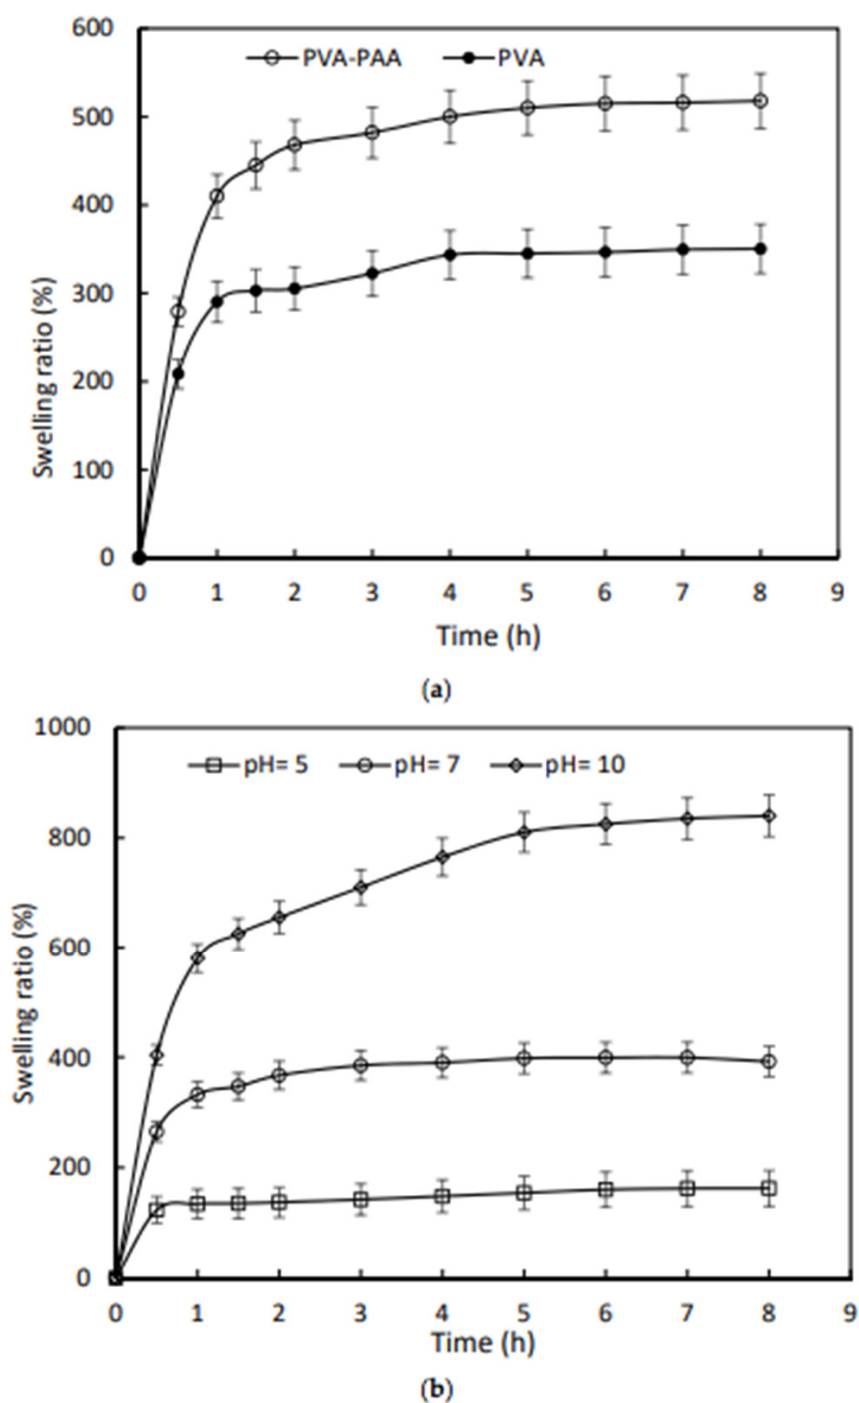 600
PVA-PAA PVA
500
400
300
200
100
0
Swelling ratio (%)
0 1 2 3 4 5 6 7 8 9
Time (h)
(a)
1000
pH= 5 pH= 7 pH= 10
800
600
400
200
0
Swelling ratio (%)
0 1 2 3 4 5 6 7 8 9
Time (h)
(b)